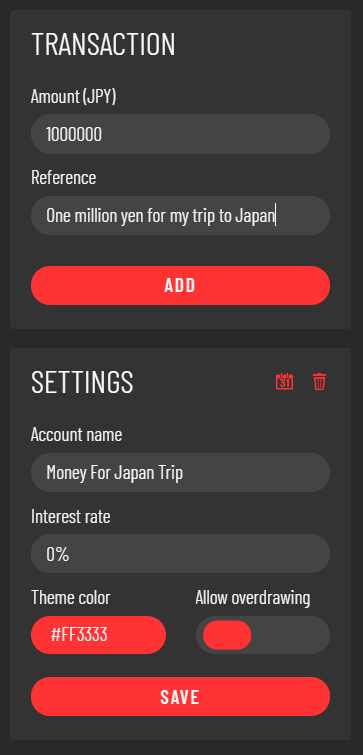 TRANSACTION
Amount (JPY)
1000000
Reference
One million yen for my trip to Japan
ADD
SETTINGS
31
Account name
Money For Japan Trip
Interest rate
0%
Theme color
Allow overdrawing
#FF3333
SAVE